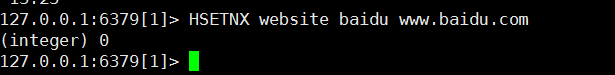 127.0.0.1:6379[1]> HSETNX website baidu www.baidu.com
(integer) 0
127.0.0.1:6379[1]>